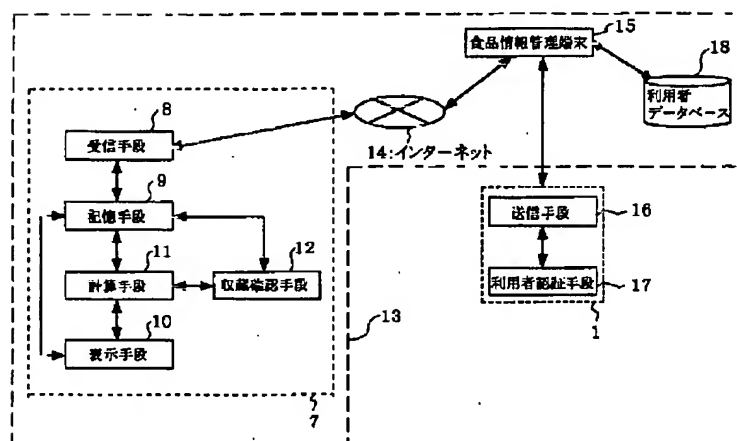 15
食品情報管理端末
18
利用者
データベース
8
受信手段
14:インターネット
9
記憶手段
16
送信手段
11
計算手段
12
収蔵確認手段
17
利用者認証手段
13
1
10
表示手段
7